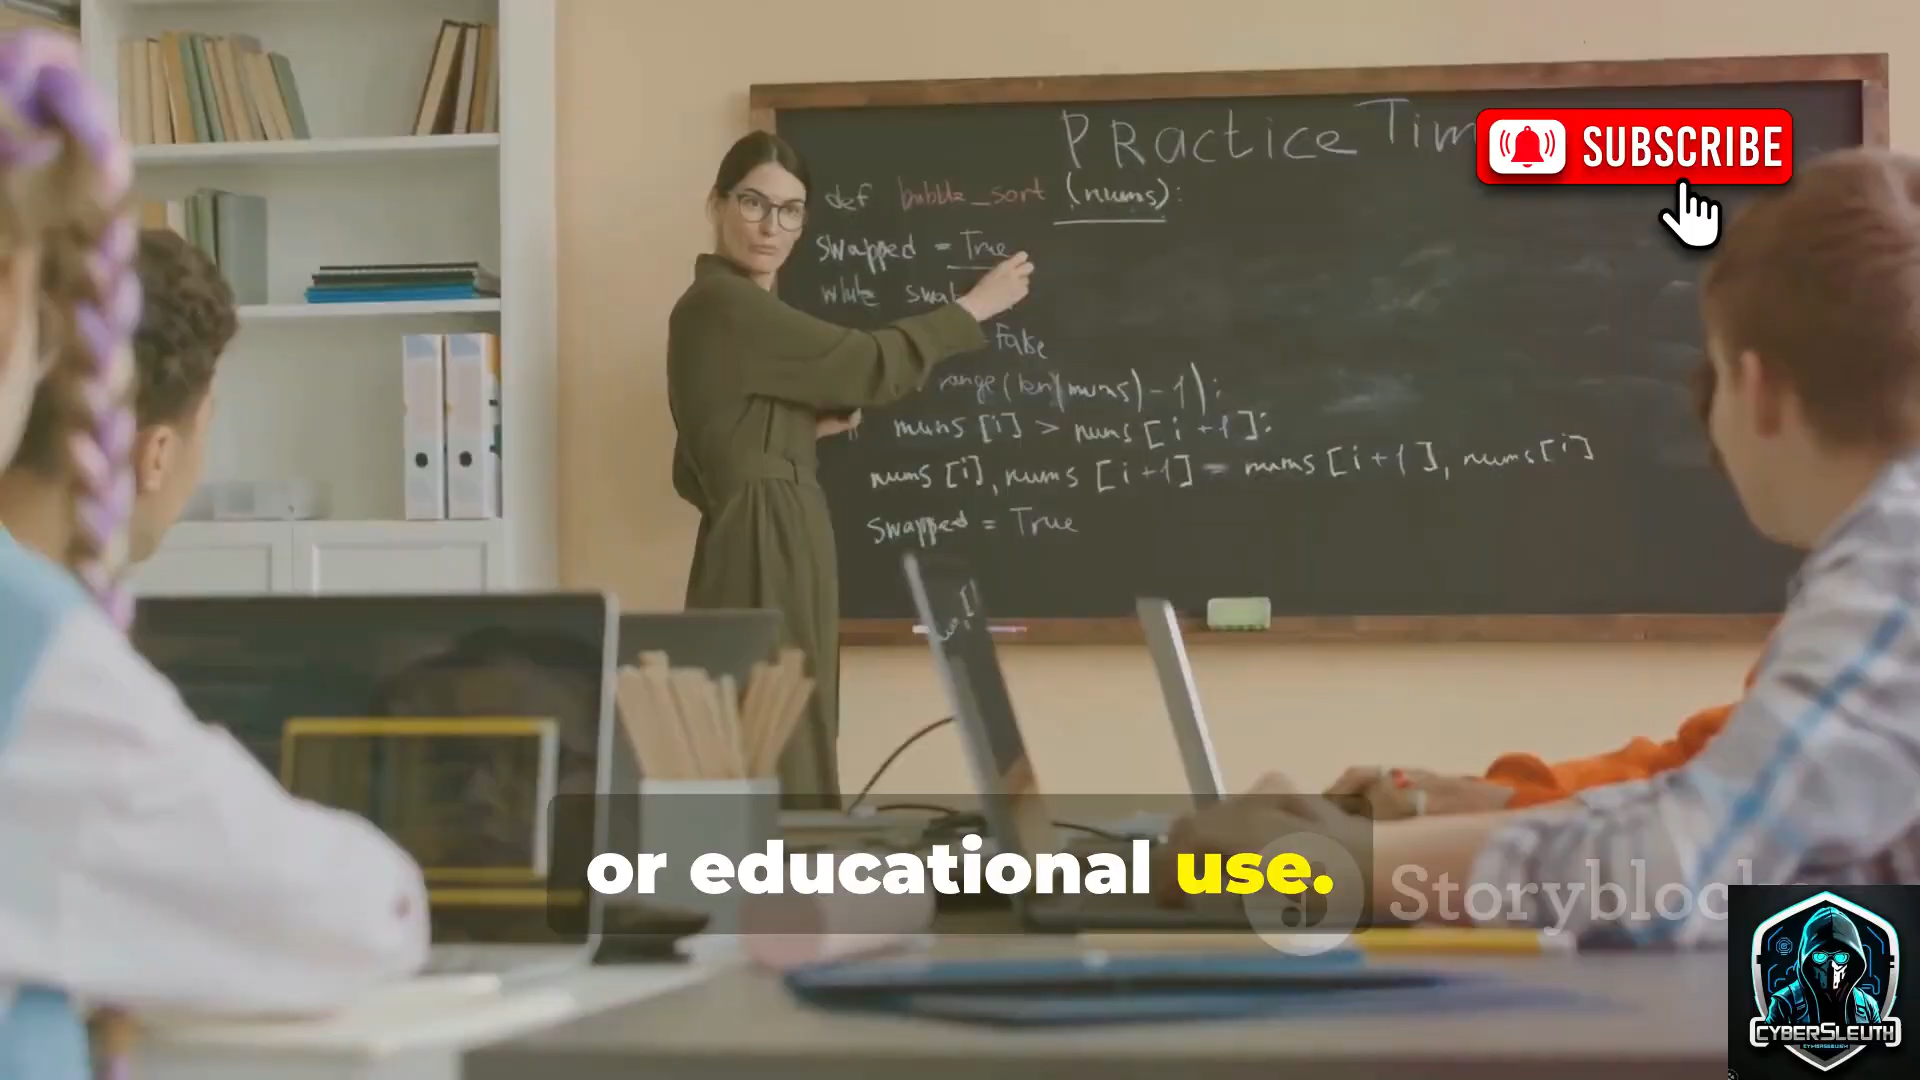 PRactice Tim
SUBSCRIBE
def bubble_sort (nums):
swapped = True
while swa
False
range(len(nums)-1):
nums [i] > nums [i+1]:
nums [i], nums [i+1] = nums [i+1], nums [i]
swapped = True
or educational use.
Storyblock
CYBERSLEUTH